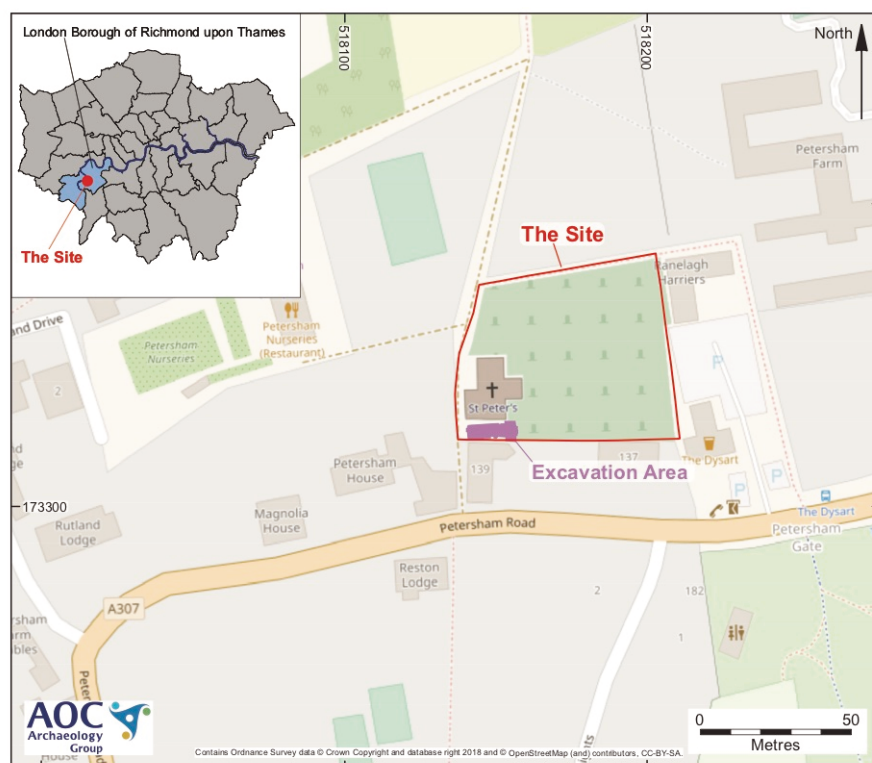 London Borough of Richmond upon Thames
The Site
518100
518200
North
Petersham
Farm
The Site
Ranelagh
Harriers
Petersham
Nurseries
(Restaurant)
Petersham
Nurseries
Drive
2
St Peter's
P
Excavation Area
139
137
The Dysart
P
P
The Dysart
Petersham
Gate
Petersham
House
Magnolia
House
173300
Rutland
Lodge
Petersham Road
Reston
Lodge
2
182
1
A307
AOC
Archaeology
Group
House
0
50
Metres
Contains Ordnance Survey data © Crown Copyright and database right 2018 and © OpenStreetMap (and) contributors, CC-BY-SA.